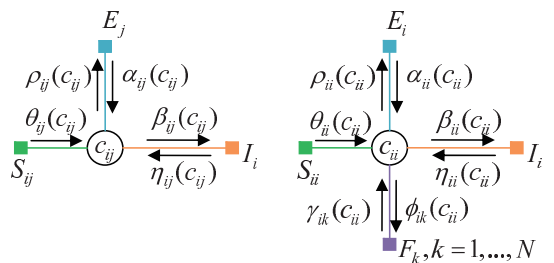 E_j
ρ_ij(c_ij) α_ij(c_ij)
θ_ij(c_ij) β_ij(c_ij)
c_ij
S_ij η_ij(c_ij) I_i
E_i
ρ_ii(c_ii) α_ii(c_ii)
θ_ii(c_ii) β_ii(c_ii)
c_ii
S_ii η_ii(c_ii) I_i
γ_ik(c_ii) ϕ_ik(c_ii)
F_k, k = 1,..., N